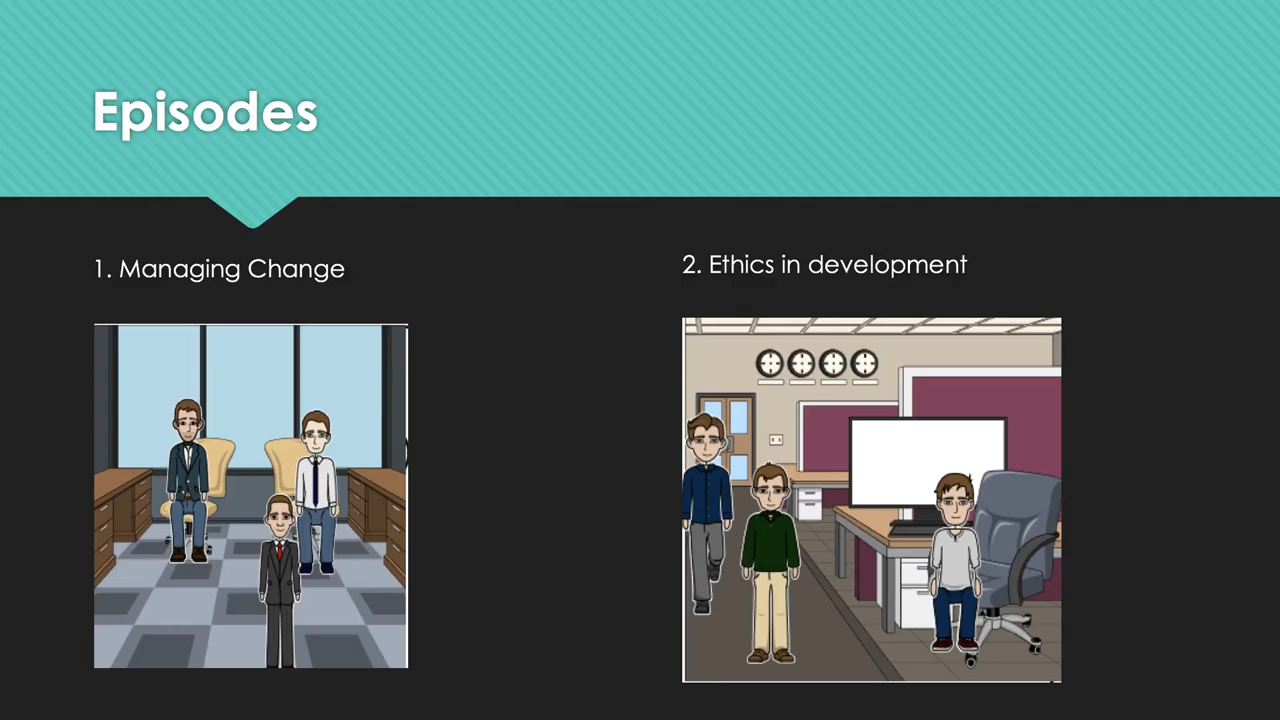 Episodes
1. Managing Change
2. Ethics in development